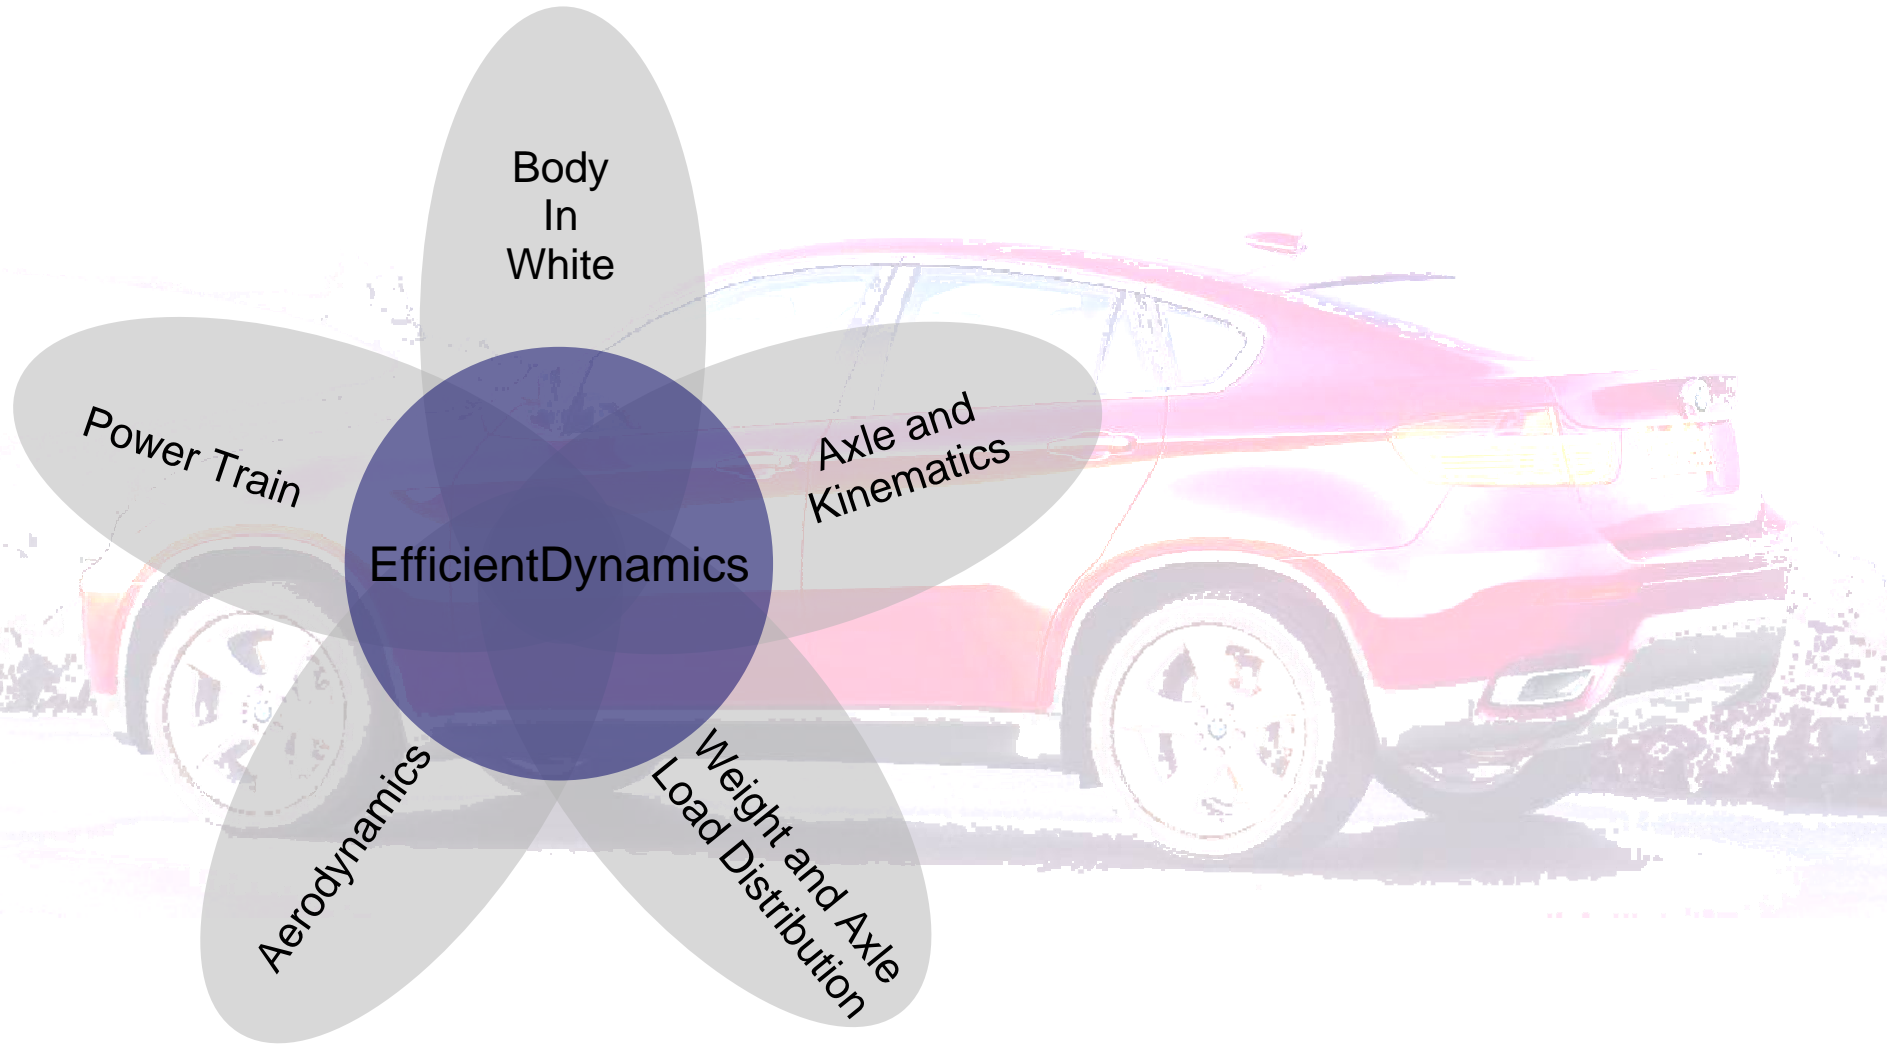 Body
In
White
Power Train
Axle and
Kinematics
EfficientDynamics
Aerodynamics
Weight and Axle
Load Distribution